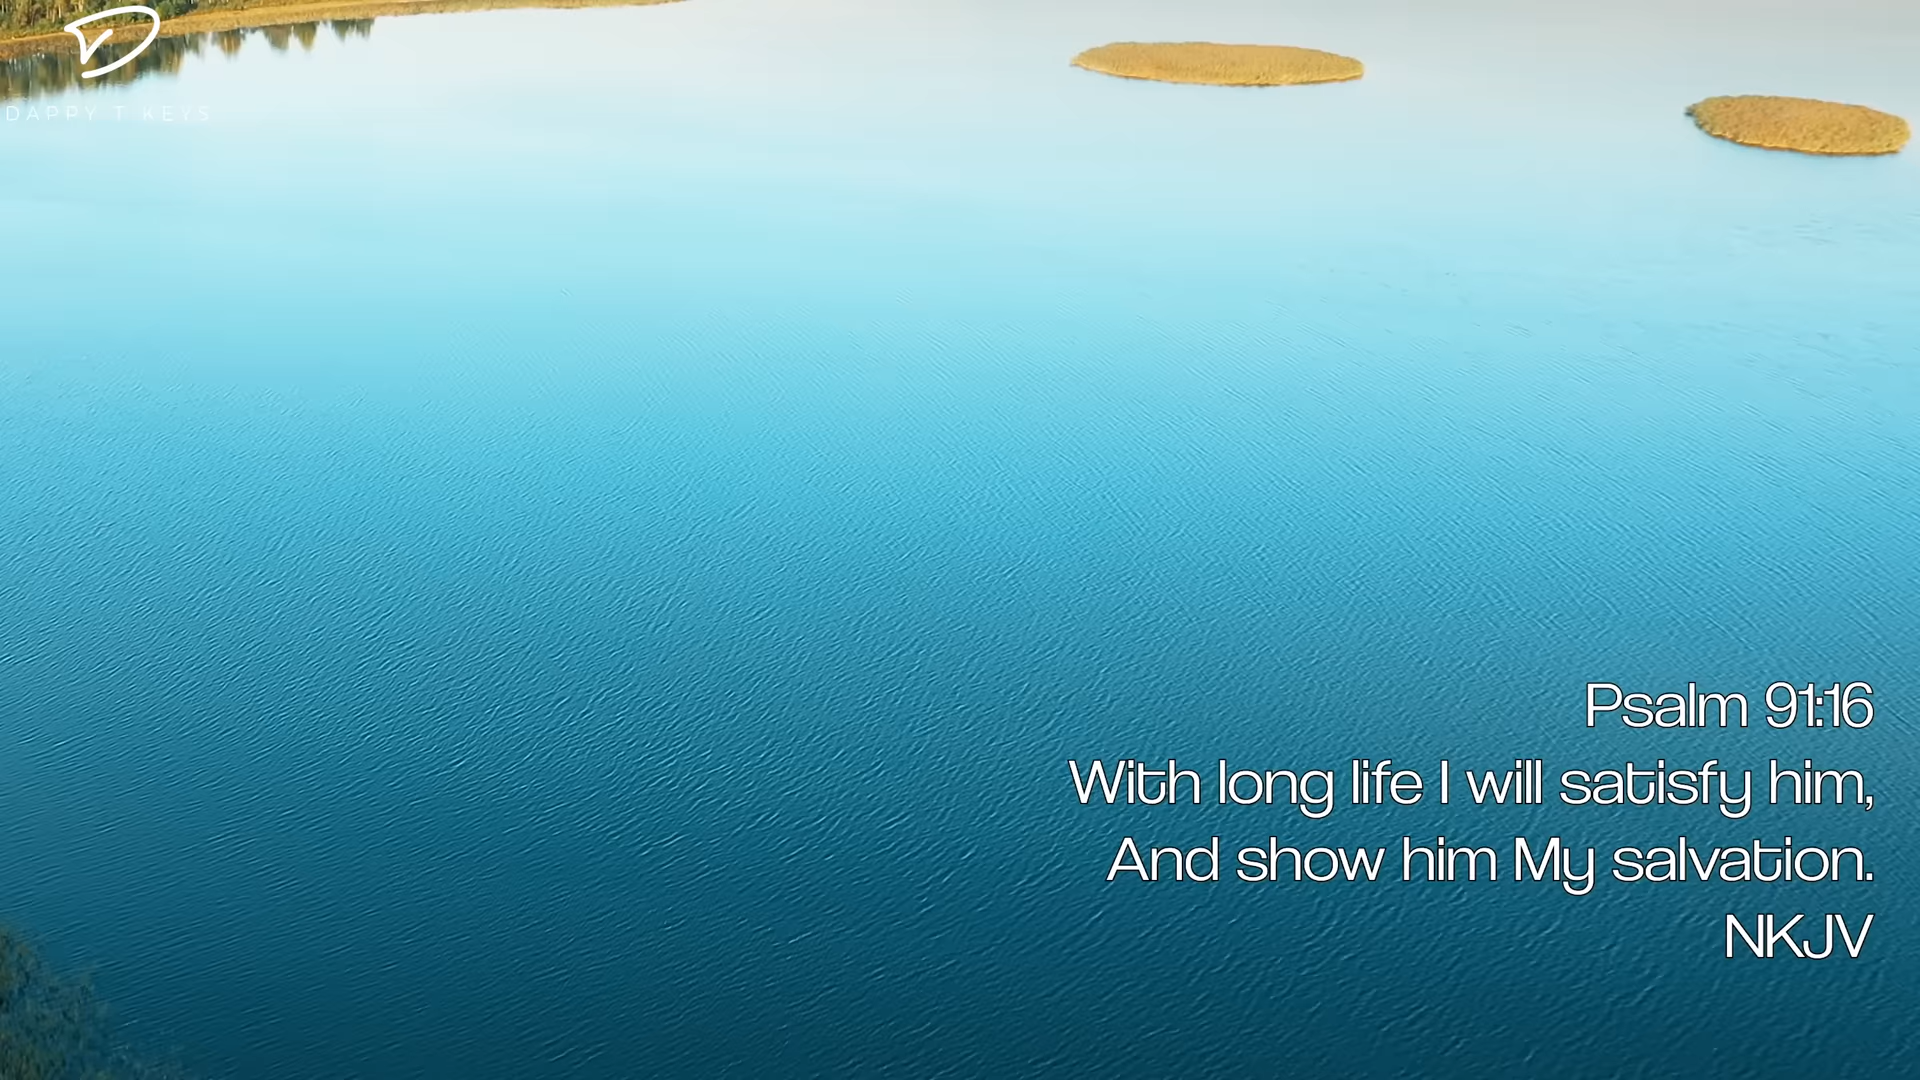 DAPPY T KEYS
Psalm 91:16
With long life I will satisfy him,
And show him My salvation.
NKJV